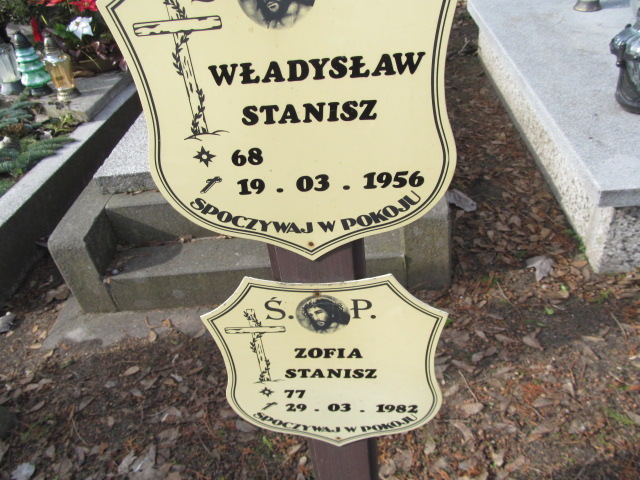 WŁADYSŁAW
STANISZ
68
19 . 03 . 1956
SPOCZYWAJ W POKOJU
Ś. P.
ZOFIA
STANISZ
77
29 . 03 . 1982
SPOCZYWAJ W POKOJU